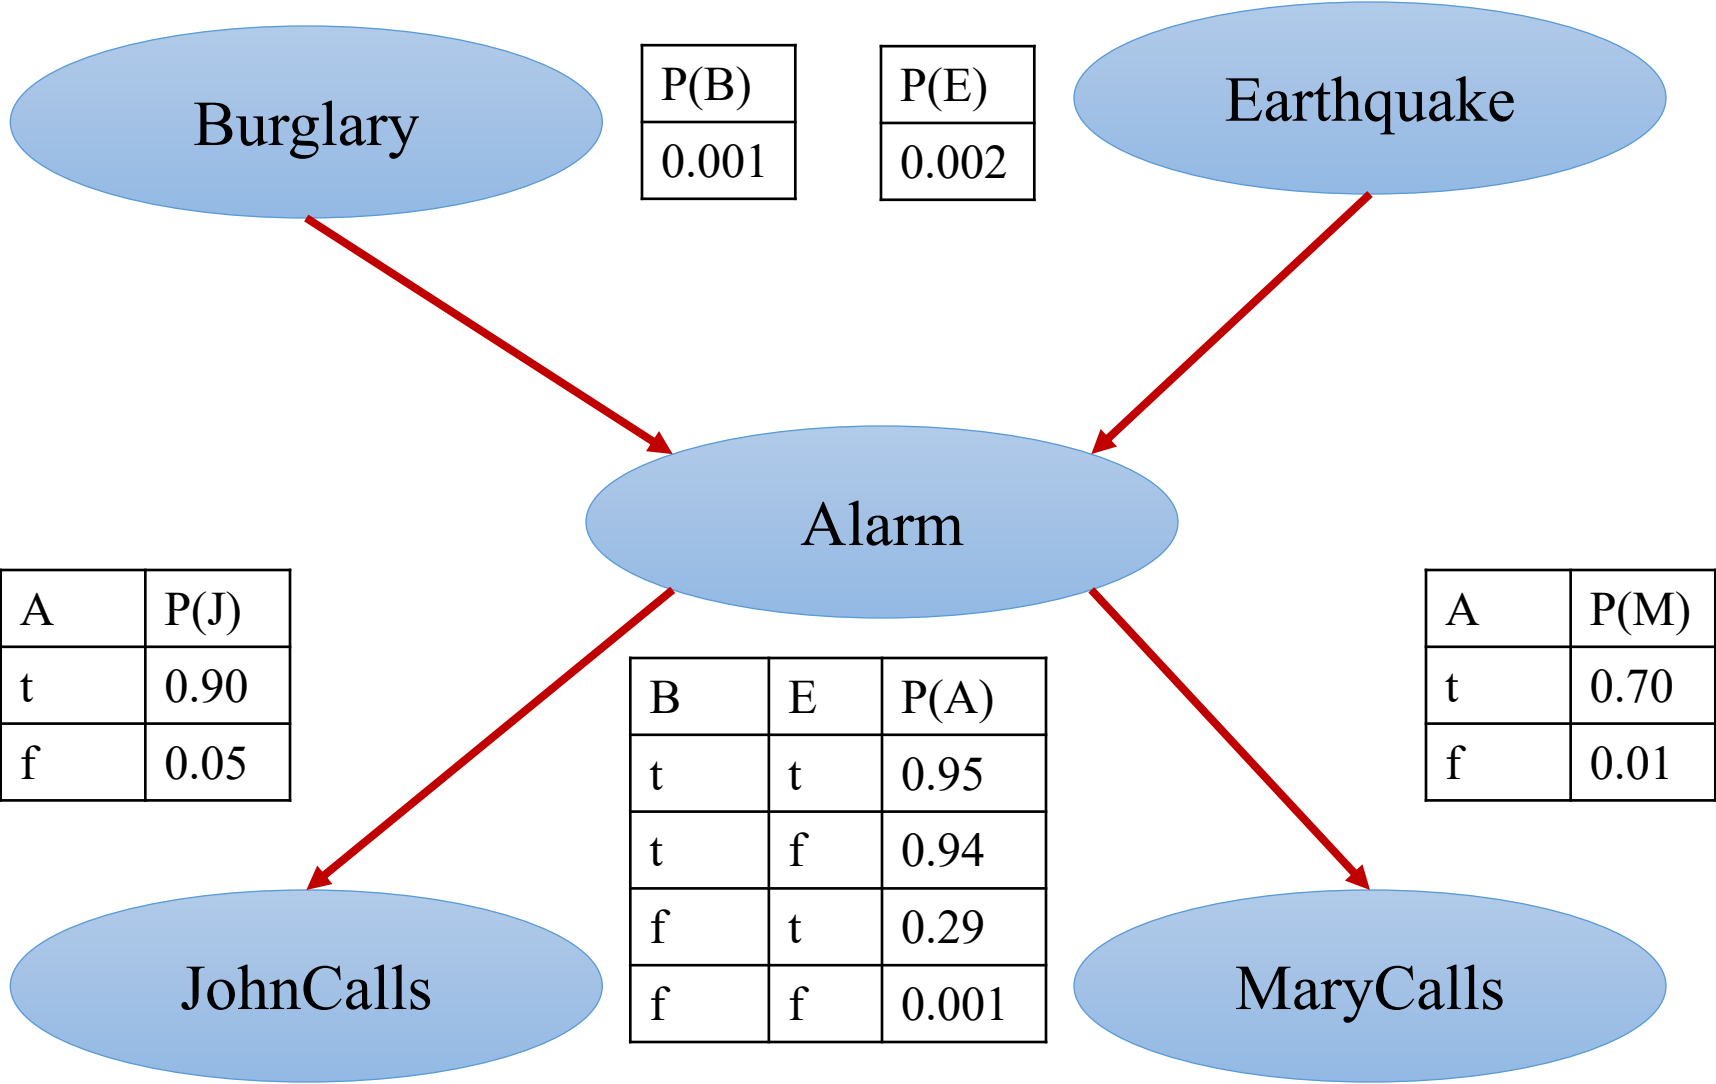 Burglary
P(B)
0.001
P(E)
0.002
Earthquake
Alarm
A P(J)
t 0.90
f 0.05
B E P(A)
t t 0.95
t f 0.94
f t 0.29
f f 0.001
A P(M)
t 0.70
f 0.01
JohnCalls
MaryCalls